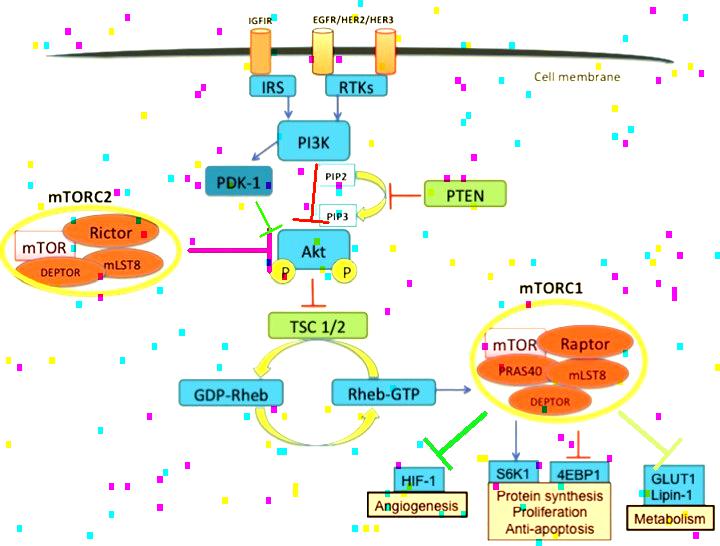 IGFIR
EGFR/HER2/HER3
Cell membrane
IRS
RTKs
PI3K
PDK-1
PIP2
PIP3
PTEN
mTORC2
Rictor
mTOR
mLST8
DEPTOR
Akt
P
P
TSC 1/2
mTORC1
mTOR
Raptor
PRAS40
mLST8
DEPTOR
GDP-Rheb
Rheb-GTP
HIF-1
Angiogenesis
S6K1
4EBP1
Protein synthesis
Proliferation
Anti-apoptosis
GLUT1
Lipin-1
Metabolism